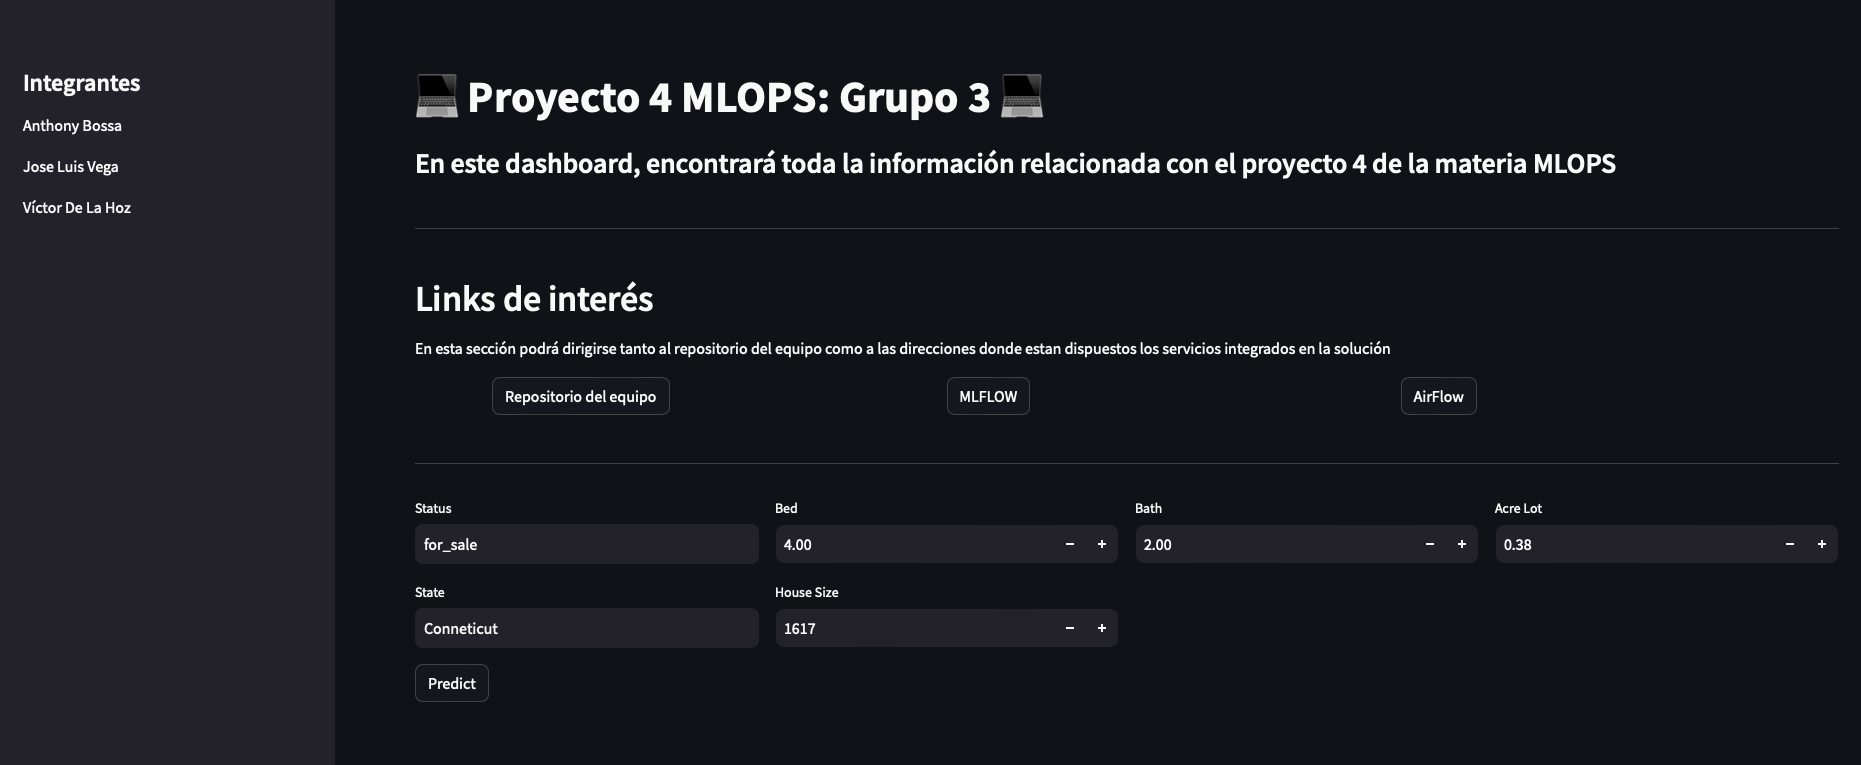 Integrantes
Anthony Bossa
Jose Luis Vega
Víctor De La Hoz
💻 Proyecto 4 MLOPS: Grupo 3 💻
En este dashboard, encontrará toda la información relacionada con el proyecto 4 de la materia MLOPS
Links de interés
En esta sección podrá dirigirse tanto al repositorio del equipo como a las direcciones donde estan dispuestos los servicios integrados en la solución
Repositorio del equipo MLFLOW AirFlow
Status Bed Bath Acre Lot
for_sale 4.00 − + 2.00 − + 0.38 − +
State House Size
Conneticut 1617 − +
Predict